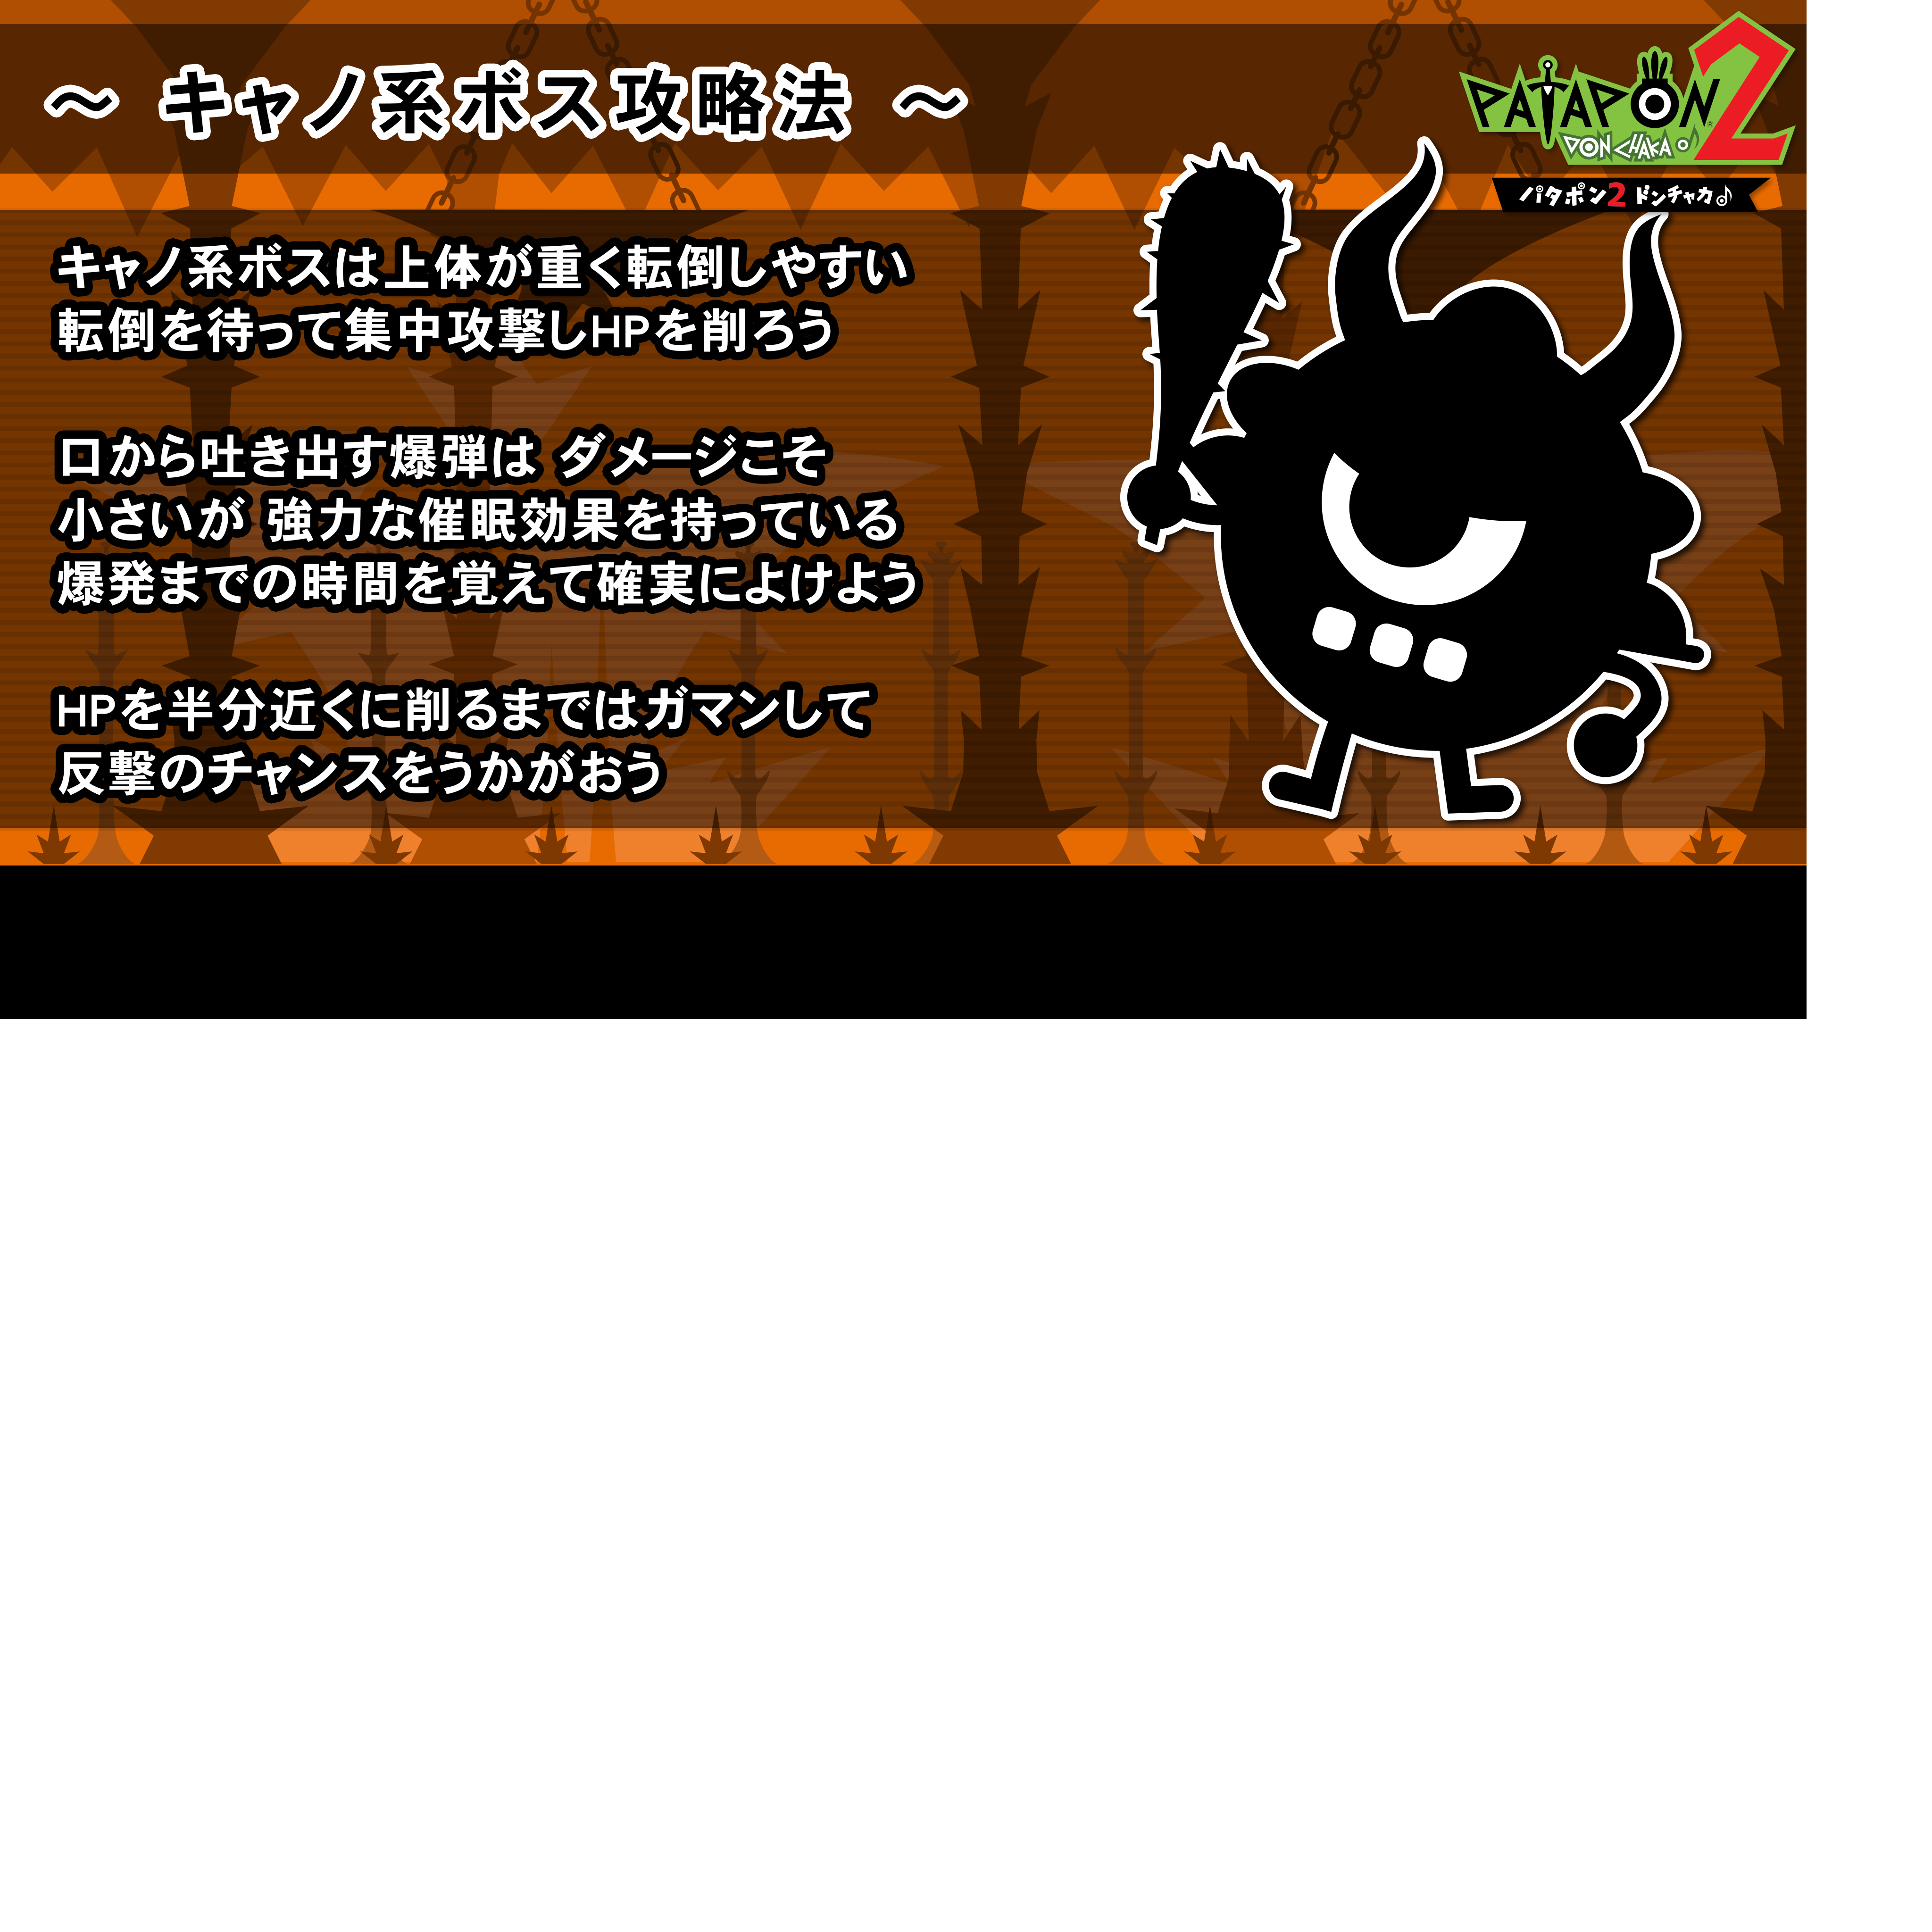 ～ キャノ系ボス攻略法 ～
PATAPON 2
DON-CHAKA♪
パタポン2 ドンチャカ♪
キャノ系ボスは上体が重く転倒しやすい
転倒を待って集中攻撃しHPを削ろう
口から吐き出す爆弾は ダメージこそ
小さいが 強力な催眠効果を持っている
爆発までの時間を覚えて確実によけよう
HPを半分近くに削るまではガマンして
反撃のチャンスをうかがおう